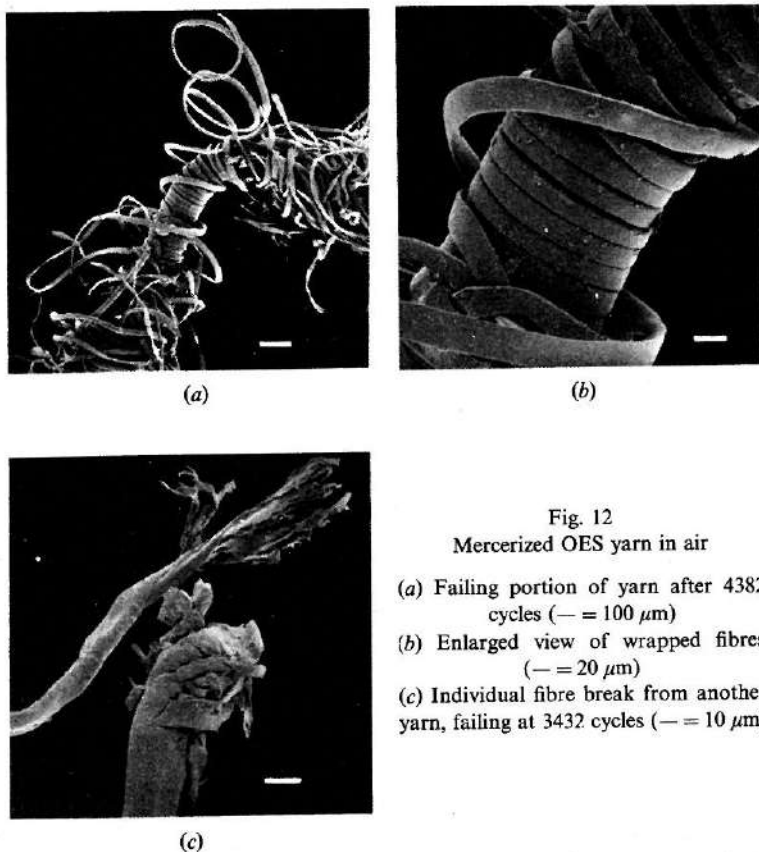 (a)
(b)
Fig. 12
Mercerized OES yarn in air
(a) Failing portion of yarn after 4382
cycles (— = 100 μm)
(b) Enlarged view of wrapped fibres
(— = 20 μm)
(c) Individual fibre break from another
yarn, failing at 3432 cycles (— = 10 μm
(c)